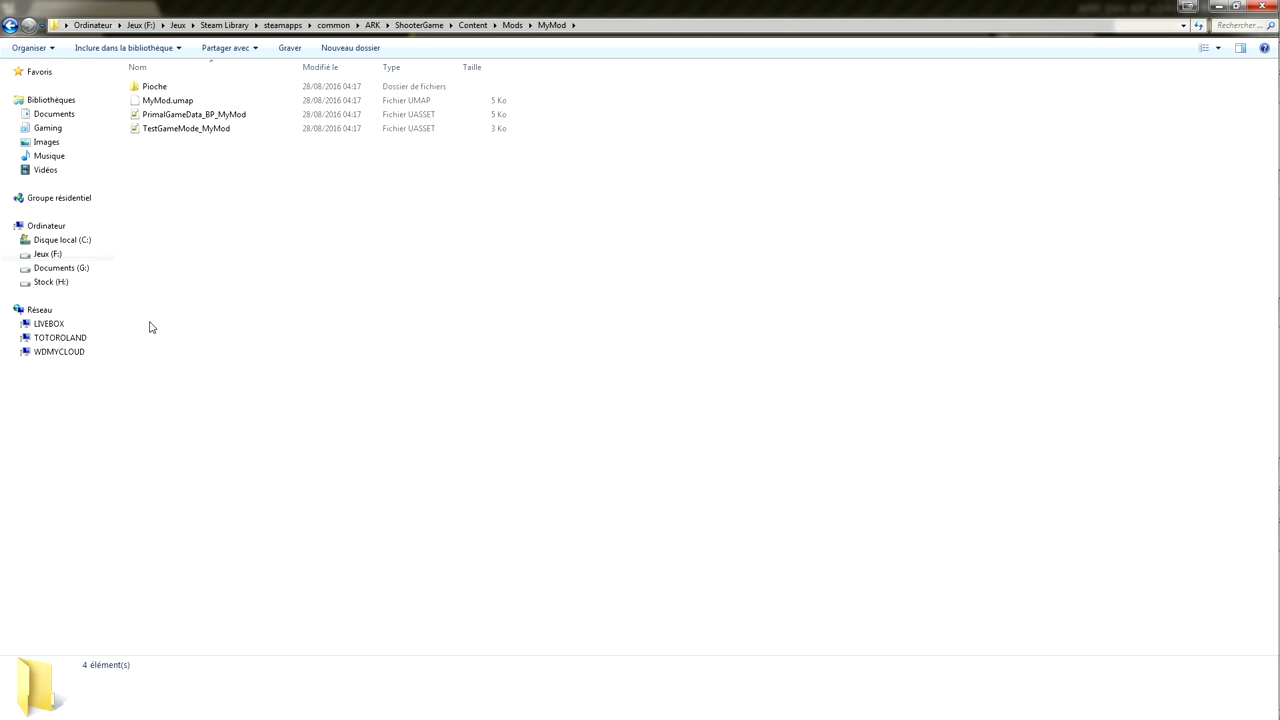 Ordinateur Jeux (F:) Jeux Steam Library steamapps common ARK ShooterGame Content Mods MyMod Rechercher ...
Organiser Inclure dans la bibliothèque Partager avec Graver Nouveau dossier
Favoris
Bibliothèques
Documents
Gaming
Images
Musique
Vidéos
Groupe résidentiel
Ordinateur
Disque local (C:)
Jeux (F:)
Documents (G:)
Stock (H:)
Réseau
LIVEBOX
TOTOROLAND
WDMYCLOUD
Nom Modifié le Type Taille
Pioche 28/08/2016 04:17 Dossier de fichiers
MyMod.umap 28/08/2016 04:17 Fichier UMAP 5 Ko
PrimalGameData_BP_MyMod 28/08/2016 04:17 Fichier UASSET 5 Ko
TestGameMode_MyMod 28/08/2016 04:17 Fichier UASSET 3 Ko
4 élément(s)